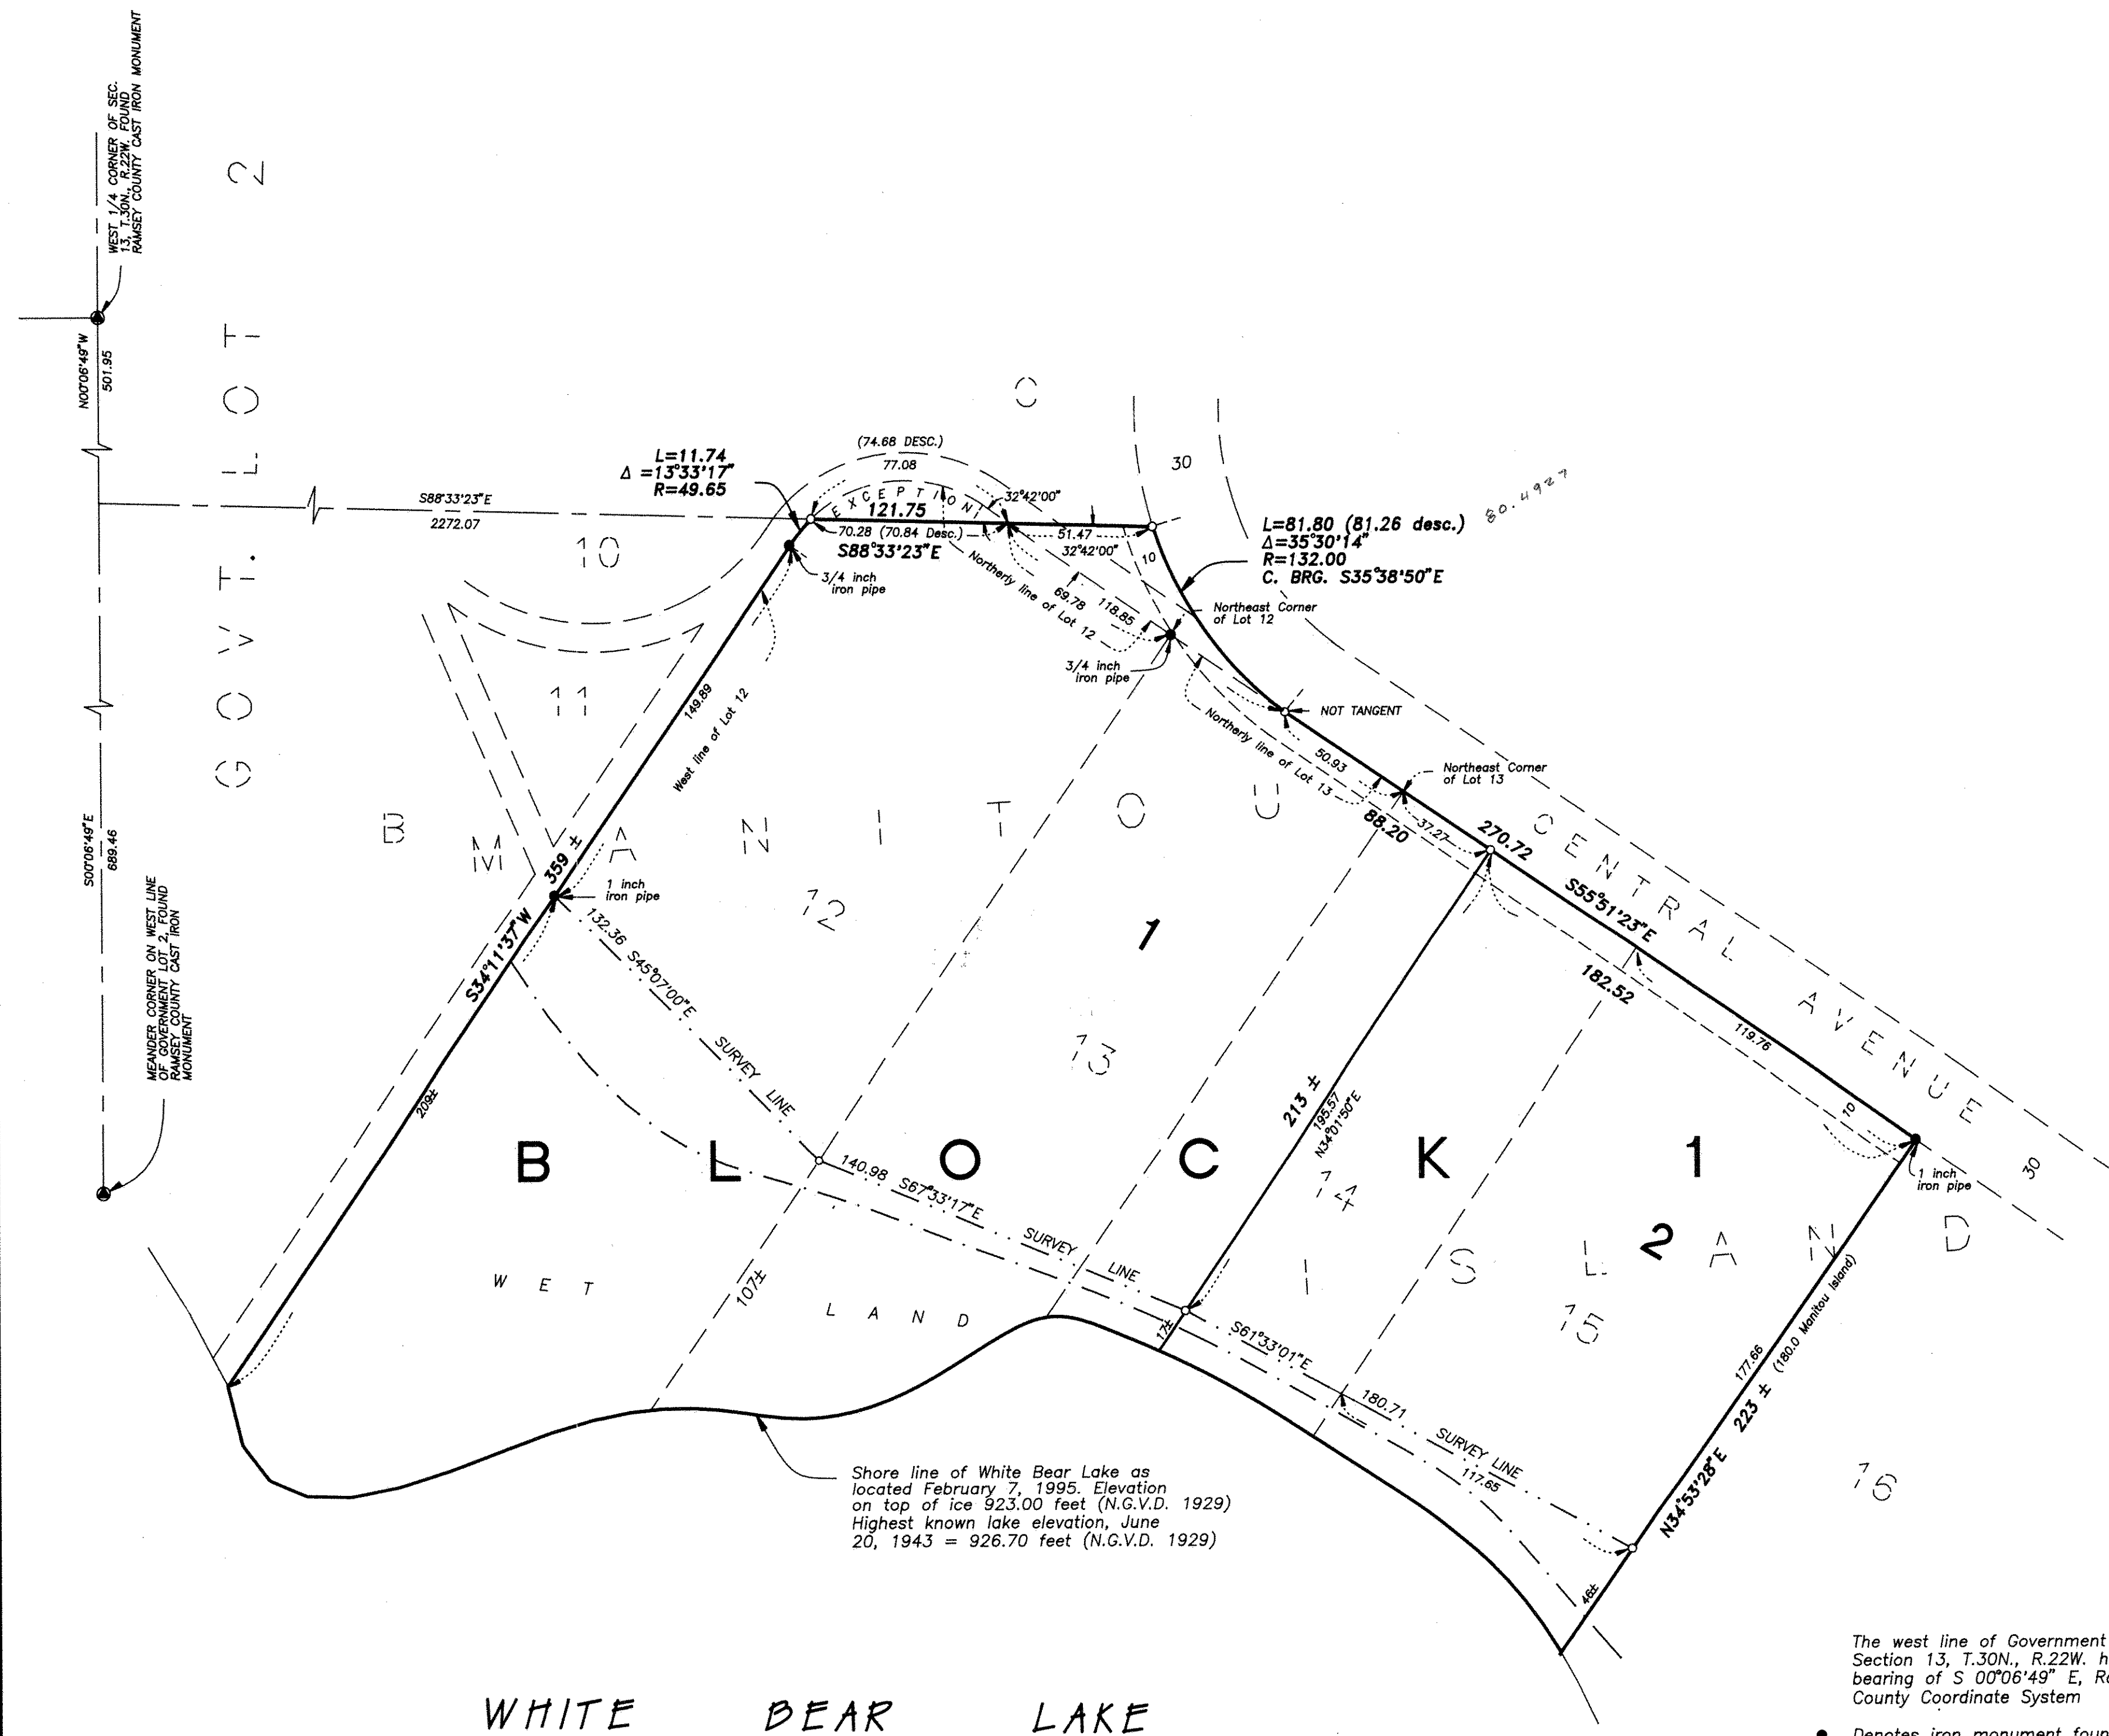 WEST 1/4 CORNER OF SEC.
13, T.30N., R.22W. FOUND
RAMSEY COUNTY CAST IRON MONUMENT
N00°06'49"W
501.95
S00°06'49"E
689.46
MEANDER CORNER ON WEST LINE
OF GOVERNMENT LOT 2, FOUND
RAMSEY COUNTY CAST IRON
MONUMENT
GOVT. LOT 2
S88°33'23"E
2272.07
L=11.74
Δ =13°33'17"
R=49.65
(74.68 DESC.)
77.08
EXCEPTION
32°42'00"
121.75
70.28 (70.84 Desc.)
S88°33'23"E
51.47
32°42'00"
10
O
30
80.4927
L=81.80 (81.26 desc.)
Δ=35°30'14"
R=132.00
C. BRG. S35°38'50"E
3/4 inch
iron pipe
Northerly line of Lot 12
69.78
118.85
Northeast Corner
of Lot 12
3/4 inch
iron pipe
NOT TANGENT
Northerly line of Lot 13
50.93
Northeast Corner
of Lot 13
88.20
37.27
270.72
S55°51'23"E
182.52
119.76
10
CENTRAL AVENUE
30
1 inch
iron pipe
10
11
149.89
West line of Lot 12
B
MANITOU
359 ±
1 inch
iron pipe
S34°11'37"W
209±
132.36 S45°07'00"E
SURVEY LINE
12
1
13
213 ±
195.57
N34°01'50"E
BLOCK 1
140.98 S67°33'17"E
SURVEY LINE
14
2
ISLAND
15
16
WET LAND
107±
17±
S61°33'01"E
180.71
SURVEY LINE
117.65
177.66
(180.0 Manitou Island)
N34°53'28"E 223 ±
46±
Shore line of White Bear Lake as
located February 7, 1995. Elevation
on top of ice 923.00 feet (N.G.V.D. 1929)
Highest known lake elevation, June
20, 1943 = 926.70 feet (N.G.V.D. 1929)
WHITE BEAR LAKE
The west line of Government
Section 13, T.30N., R.22W. h
bearing of S 00°06'49" E, R
County Coordinate System
Denotes iron monument foun